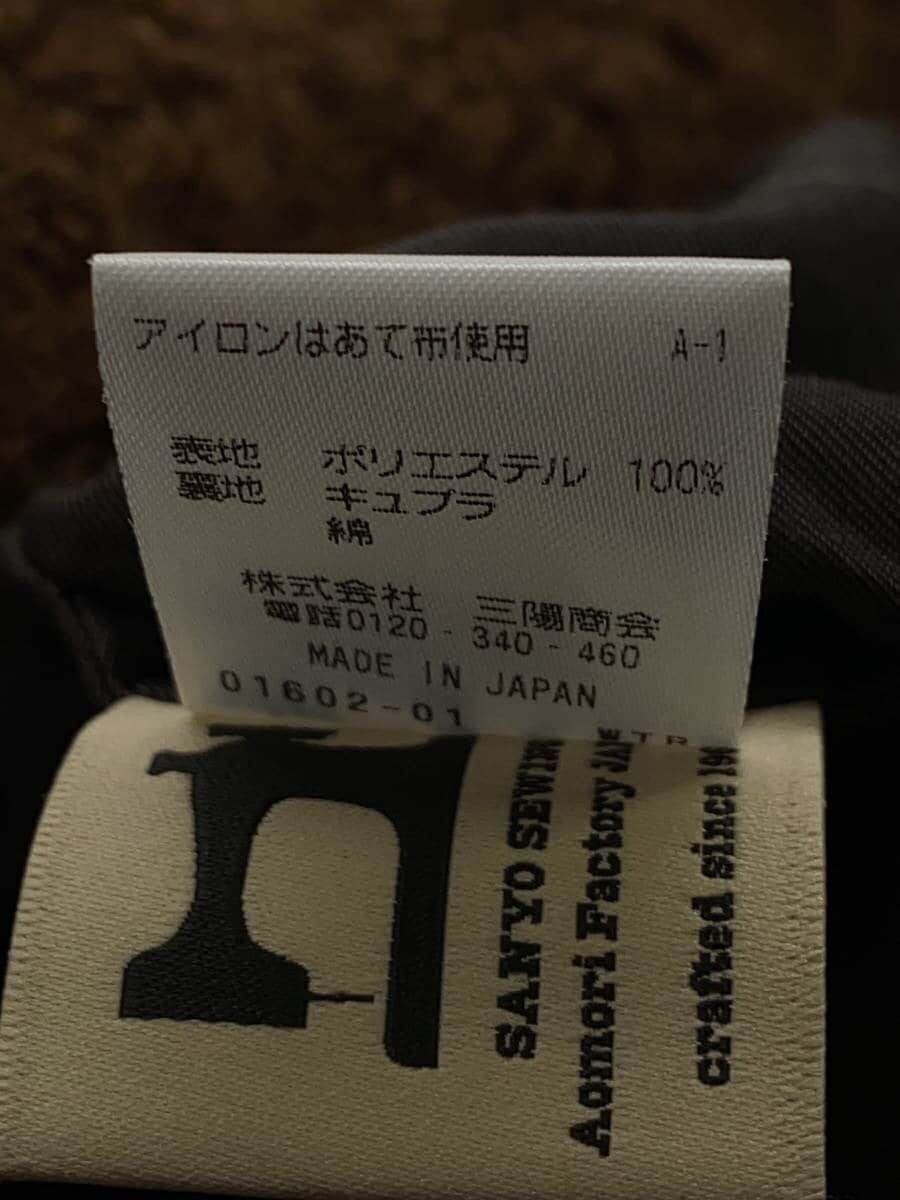 アイロンはあて布使用 A-1
表地 ポリエステル 100%
裏地 キュプラ
綿
株式会社 三陽商会
電話0120-340-460
MADE IN JAPAN
01602-01
SANYO SEWING
Aomori Factory JAPAN
crafted since